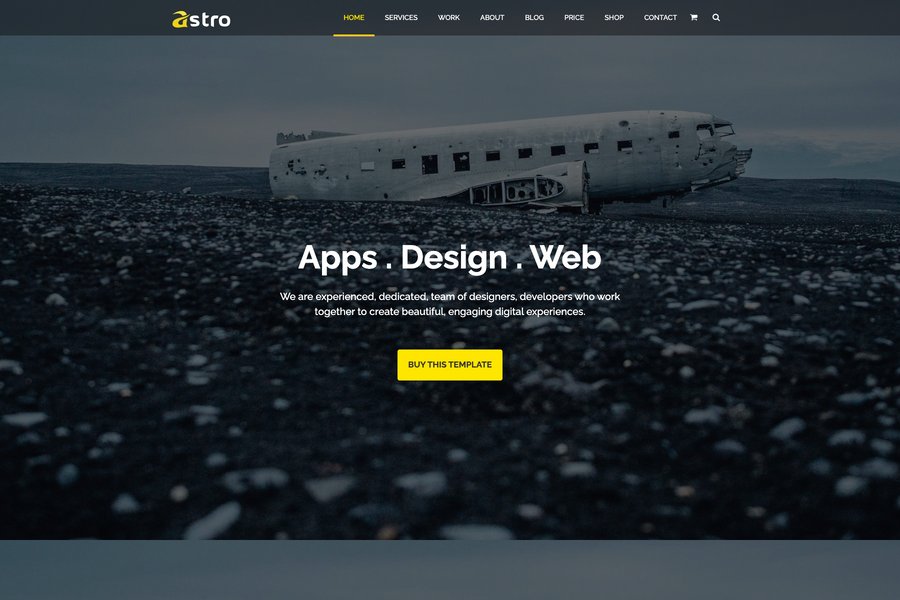 astro
HOME SERVICES WORK ABOUT BLOG PRICE SHOP CONTACT
Apps . Design . Web
We are experienced, dedicated, team of designers, developers who work
together to create beautiful, engaging digital experiences.
BUY THIS TEMPLATE